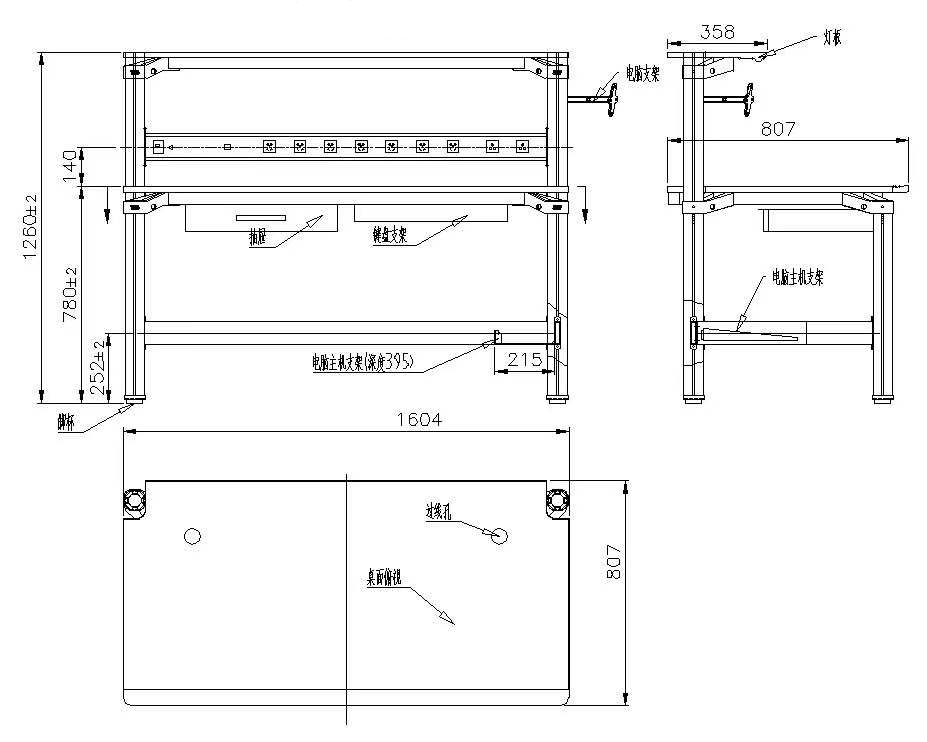 358
灯板
电脑支架
807
140
1260±2
780±2
抽屉
键盘支架
电脑主机支架
252±2
电脑主机支架(深度395)
215
脚杯
1604
过线孔
807
桌面俯视